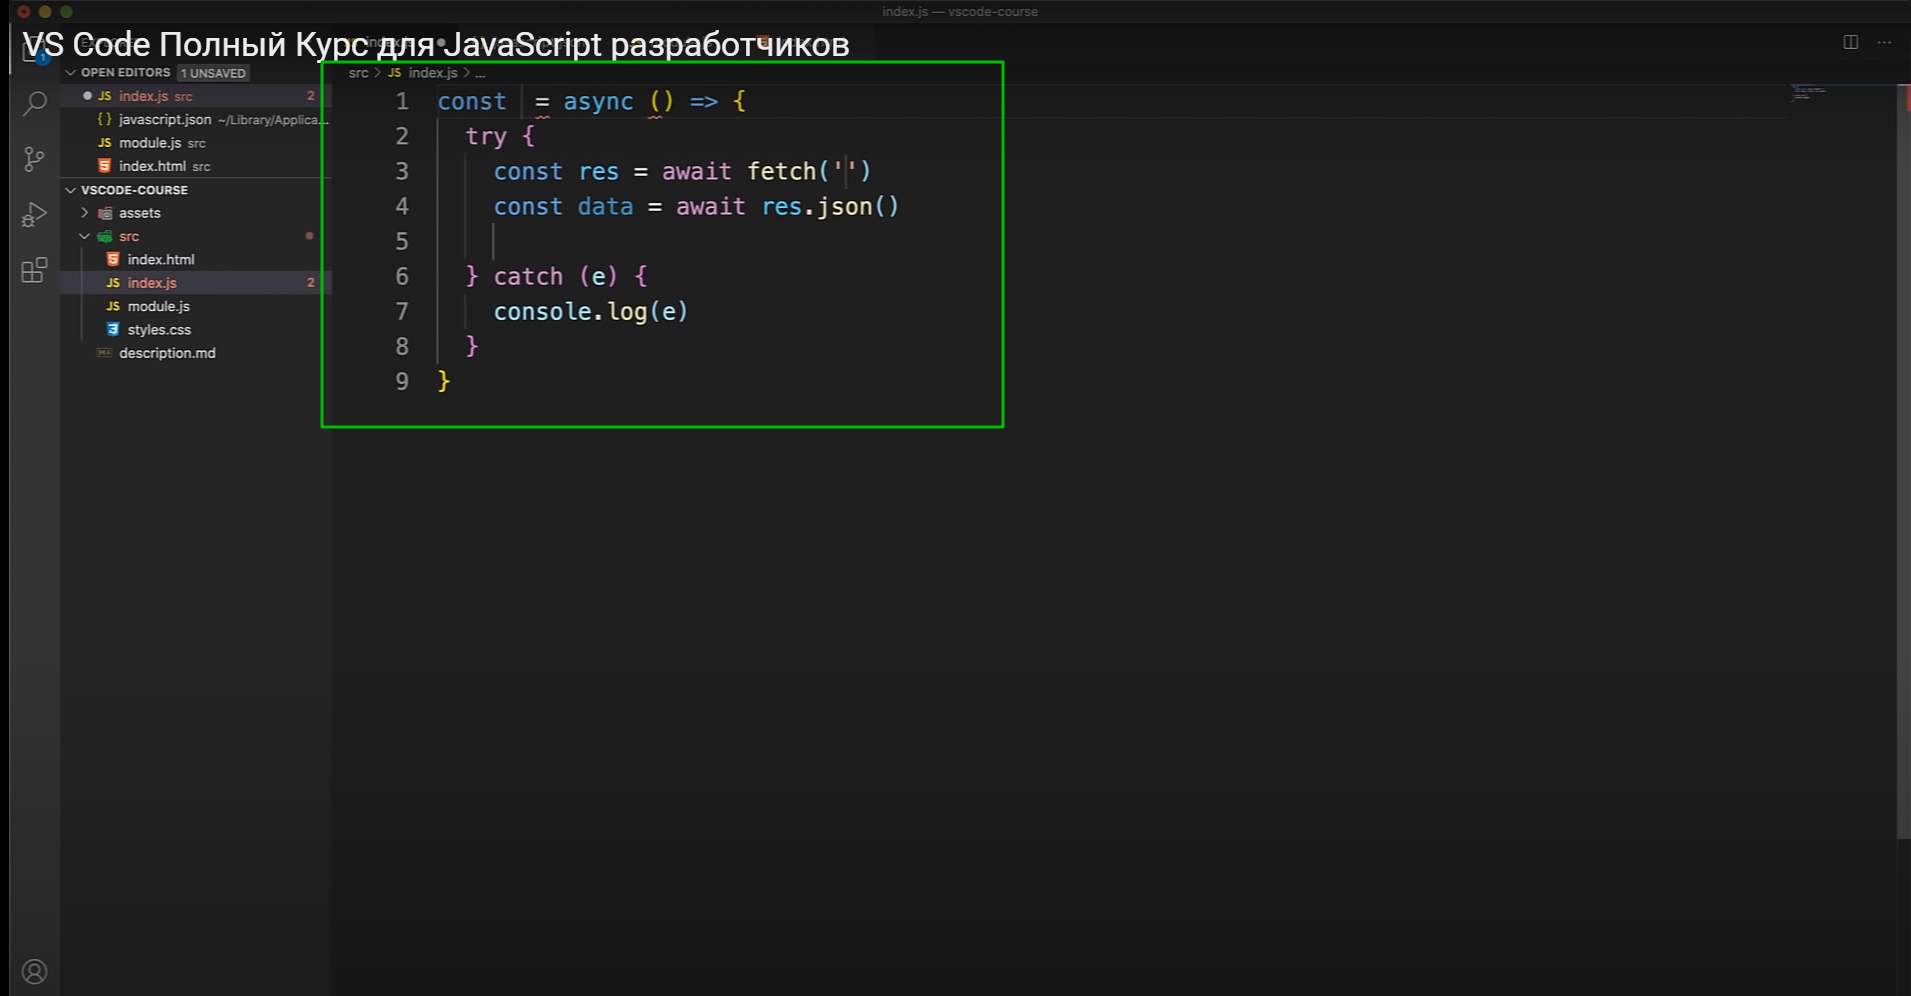 index.js — vscode-course
VS Code Полный Курс для JavaScript разработчиков
1
OPEN EDITORS 1 UNSAVED
JS index.js src 2
{ } javascript.json ~/Library/Applica...
JS module.js src
index.html src
VSCODE-COURSE
assets
src
index.html
JS index.js 2
JS module.js
styles.css
description.md
src > JS index.js > ...
1 const = async () => {
2 try {
3 const res = await fetch('')
4 const data = await res.json()
5
6 } catch (e) {
7 console.log(e)
8 }
9 }